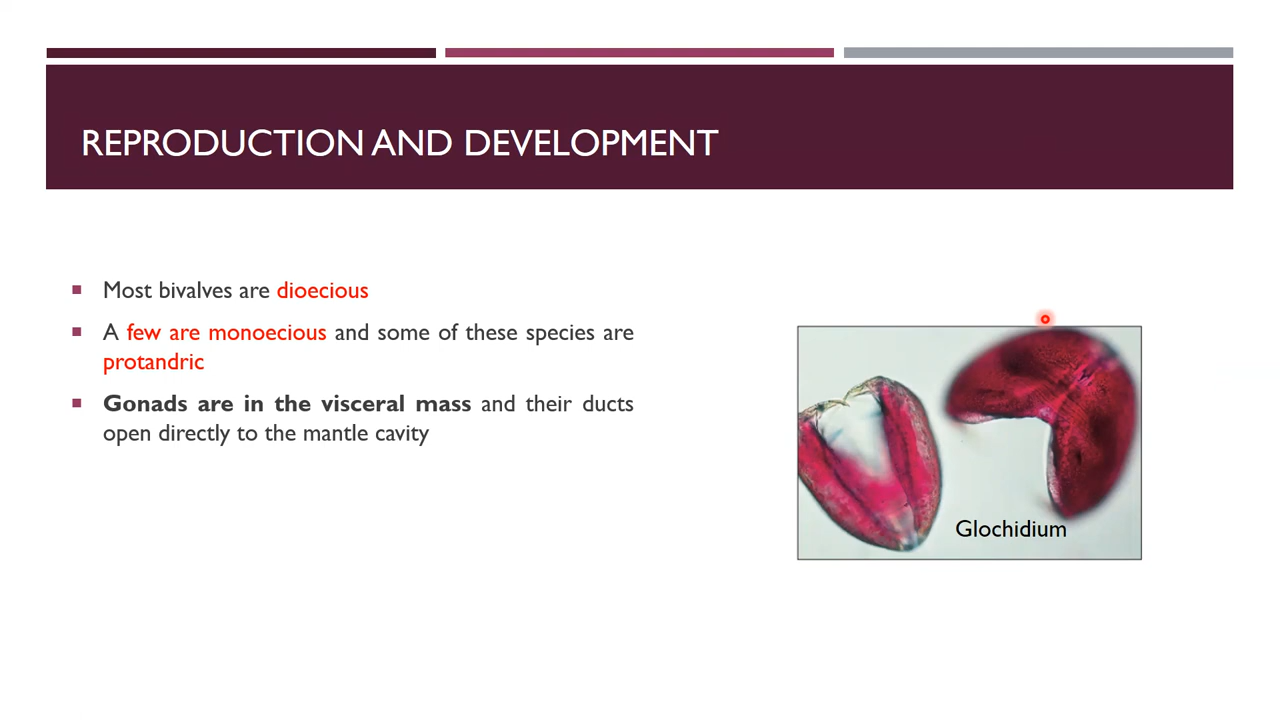 REPRODUCTION AND DEVELOPMENT
Most bivalves are dioecious
A few are monoecious and some of these species are
protandric
Gonads are in the visceral mass and their ducts
open directly to the mantle cavity
Glochidium